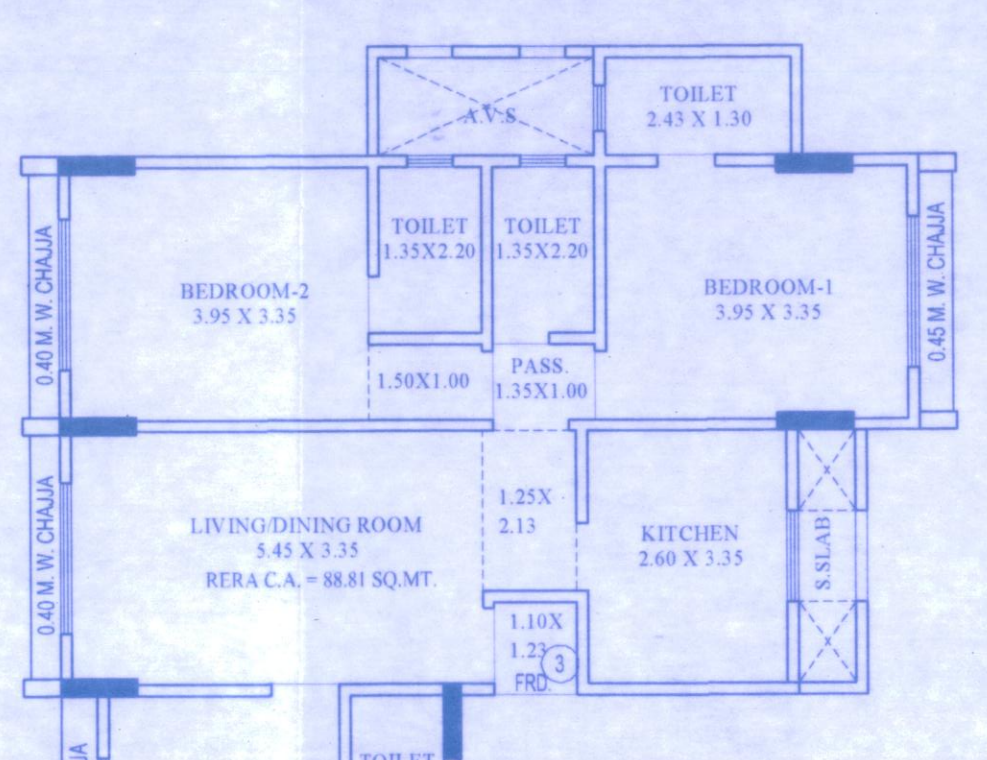 A.V.S
TOILET
2.43 X 1.30
TOILET
1.35X2.20
TOILET
1.35X2.20
0.40 M. W. CHAJJA
BEDROOM-2
3.95 X 3.35
BEDROOM-1
3.95 X 3.35
0.45 M. W. CHAJJA
1.50X1.00
PASS.
1.35X1.00
0.40 M. W. CHAJJA
LIVING/DINING ROOM
5.45 X 3.35
RERA C.A. = 88.81 SQ.MT.
1.25X
2.13
KITCHEN
2.60 X 3.35
S.SLAB
1.10X
1.23
3
FRD.
JA
TOILET